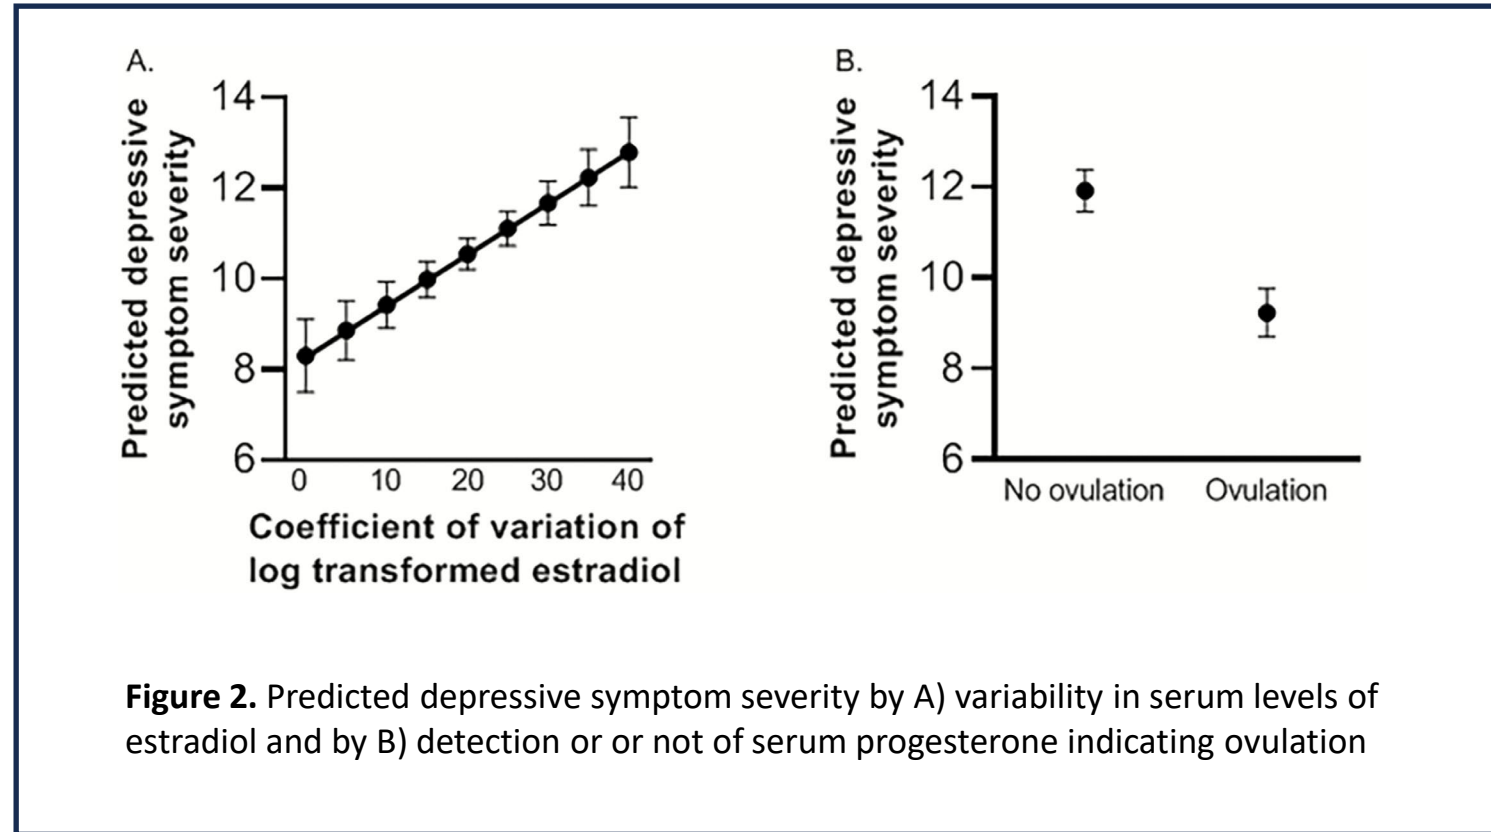 A.
Predicted depressive
symptom severity
14
12
10
8
6
0 10 20 30 40
Coefficient of variation of
log transformed estradiol
B.
Predicted depressive
symptom severity
14
12
10
8
6
No ovulation Ovulation
Figure 2. Predicted depressive symptom severity by A) variability in serum levels of
estradiol and by B) detection or or not of serum progesterone indicating ovulation